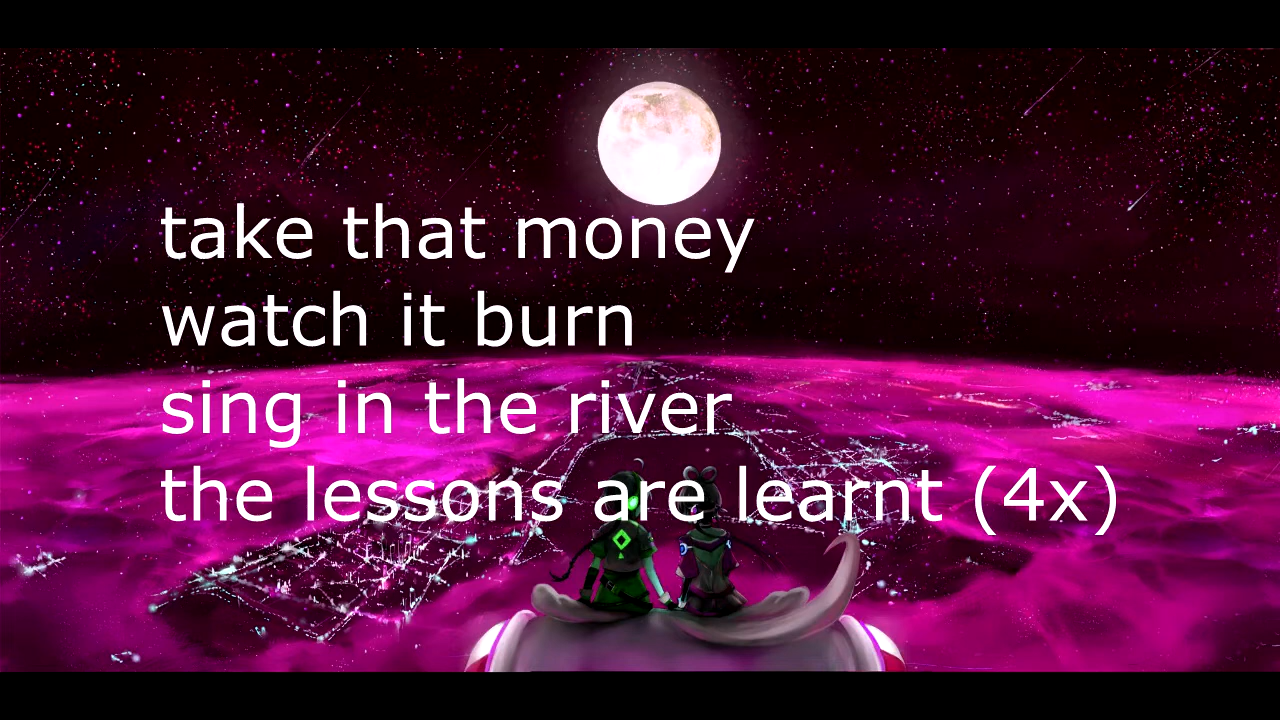 take that money
watch it burn
sing in the river
the lessons are learnt (4x)